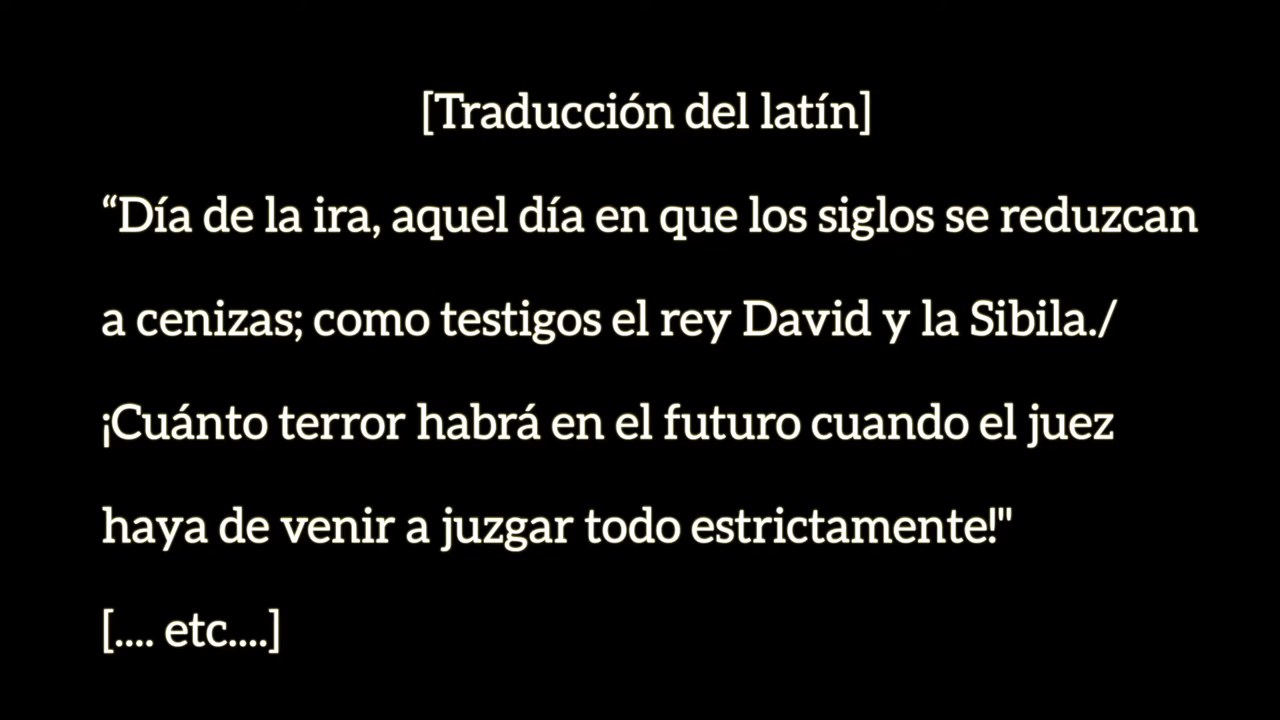 [Traducción del latín]
“Día de la ira, aquel día en que los siglos se reduzcan
a cenizas; como testigos el rey David y la Sibila./
¡Cuánto terror habrá en el futuro cuando el juez
haya de venir a juzgar todo estrictamente!"
[.... etc....]